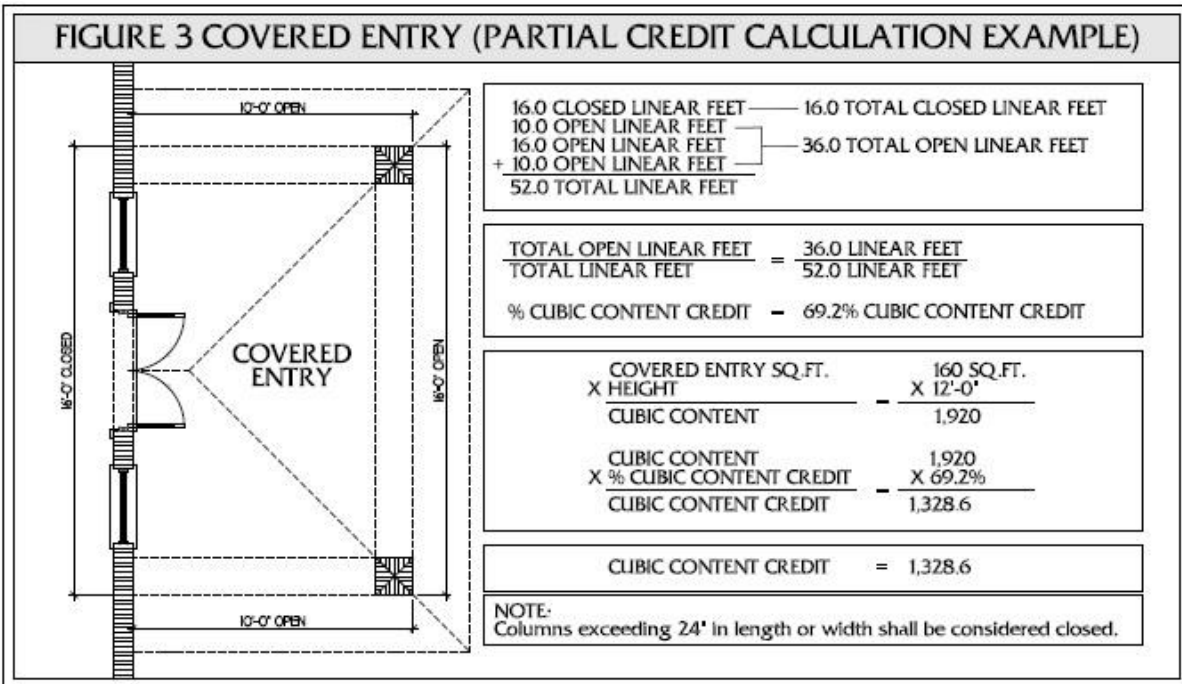 FIGURE 3 COVERED ENTRY (PARTIAL CREDIT CALCULATION EXAMPLE)
10'-0" OPEN
16'-0" CLOSED
COVERED
ENTRY
16'-0" OPEN
10'-0" OPEN
16.0 CLOSED LINEAR FEET 16.0 TOTAL CLOSED LINEAR FEET
10.0 OPEN LINEAR FEET
16.0 OPEN LINEAR FEET 36.0 TOTAL OPEN LINEAR FEET
+ 10.0 OPEN LINEAR FEET
52.0 TOTAL LINEAR FEET
TOTAL OPEN LINEAR FEET = 36.0 LINEAR FEET
TOTAL LINEAR FEET 52.0 LINEAR FEET
% CUBIC CONTENT CREDIT = 69.2% CUBIC CONTENT CREDIT
COVERED ENTRY SQ.FT. 160 SQ.FT.
X HEIGHT = X 12'-0"
CUBIC CONTENT 1,920
CUBIC CONTENT 1,920
X % CUBIC CONTENT CREDIT = X 69.2%
CUBIC CONTENT CREDIT 1,328.6
CUBIC CONTENT CREDIT = 1,328.6
NOTE:
Columns exceeding 24" in length or width shall be considered closed.